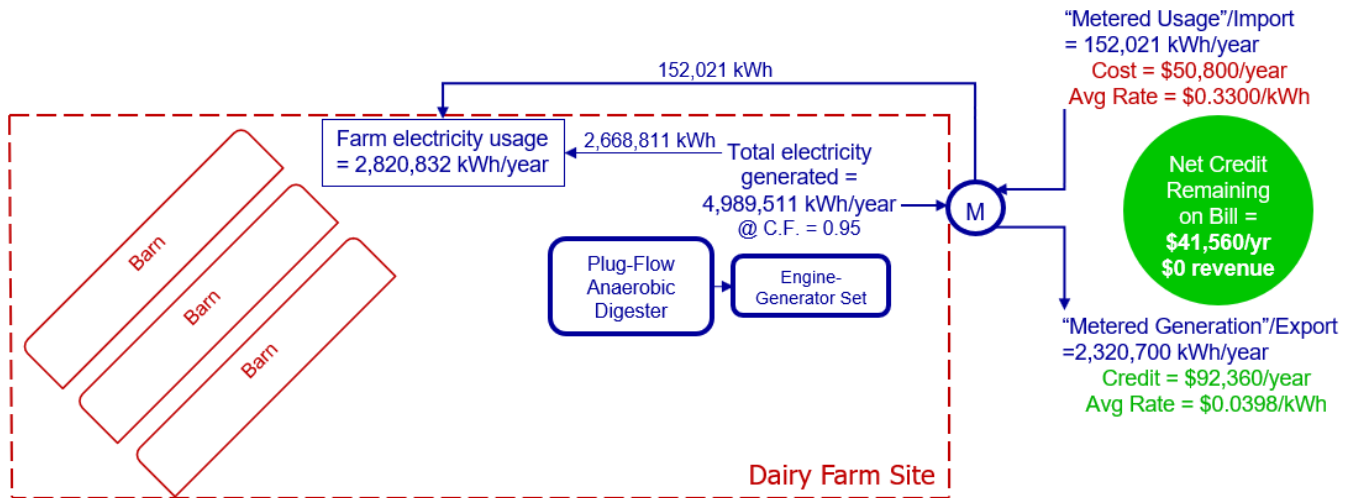 “Metered Usage”/Import
= 152,021 kWh/year
Cost = $50,800/year
Avg Rate = $0.3300/kWh
152,021 kWh
Farm electricity usage
= 2,820,832 kWh/year
2,668,811 kWh
Total electricity
generated =
4,989,511 kWh/year
@ C.F. = 0.95
M
Net Credit
Remaining
on Bill =
$41,560/yr
$0 revenue
Barn
Barn
Barn
Plug-Flow
Anaerobic
Digester
Engine-
Generator Set
“Metered Generation”/Export
=2,320,700 kWh/year
Credit = $92,360/year
Avg Rate = $0.0398/kWh
Dairy Farm Site